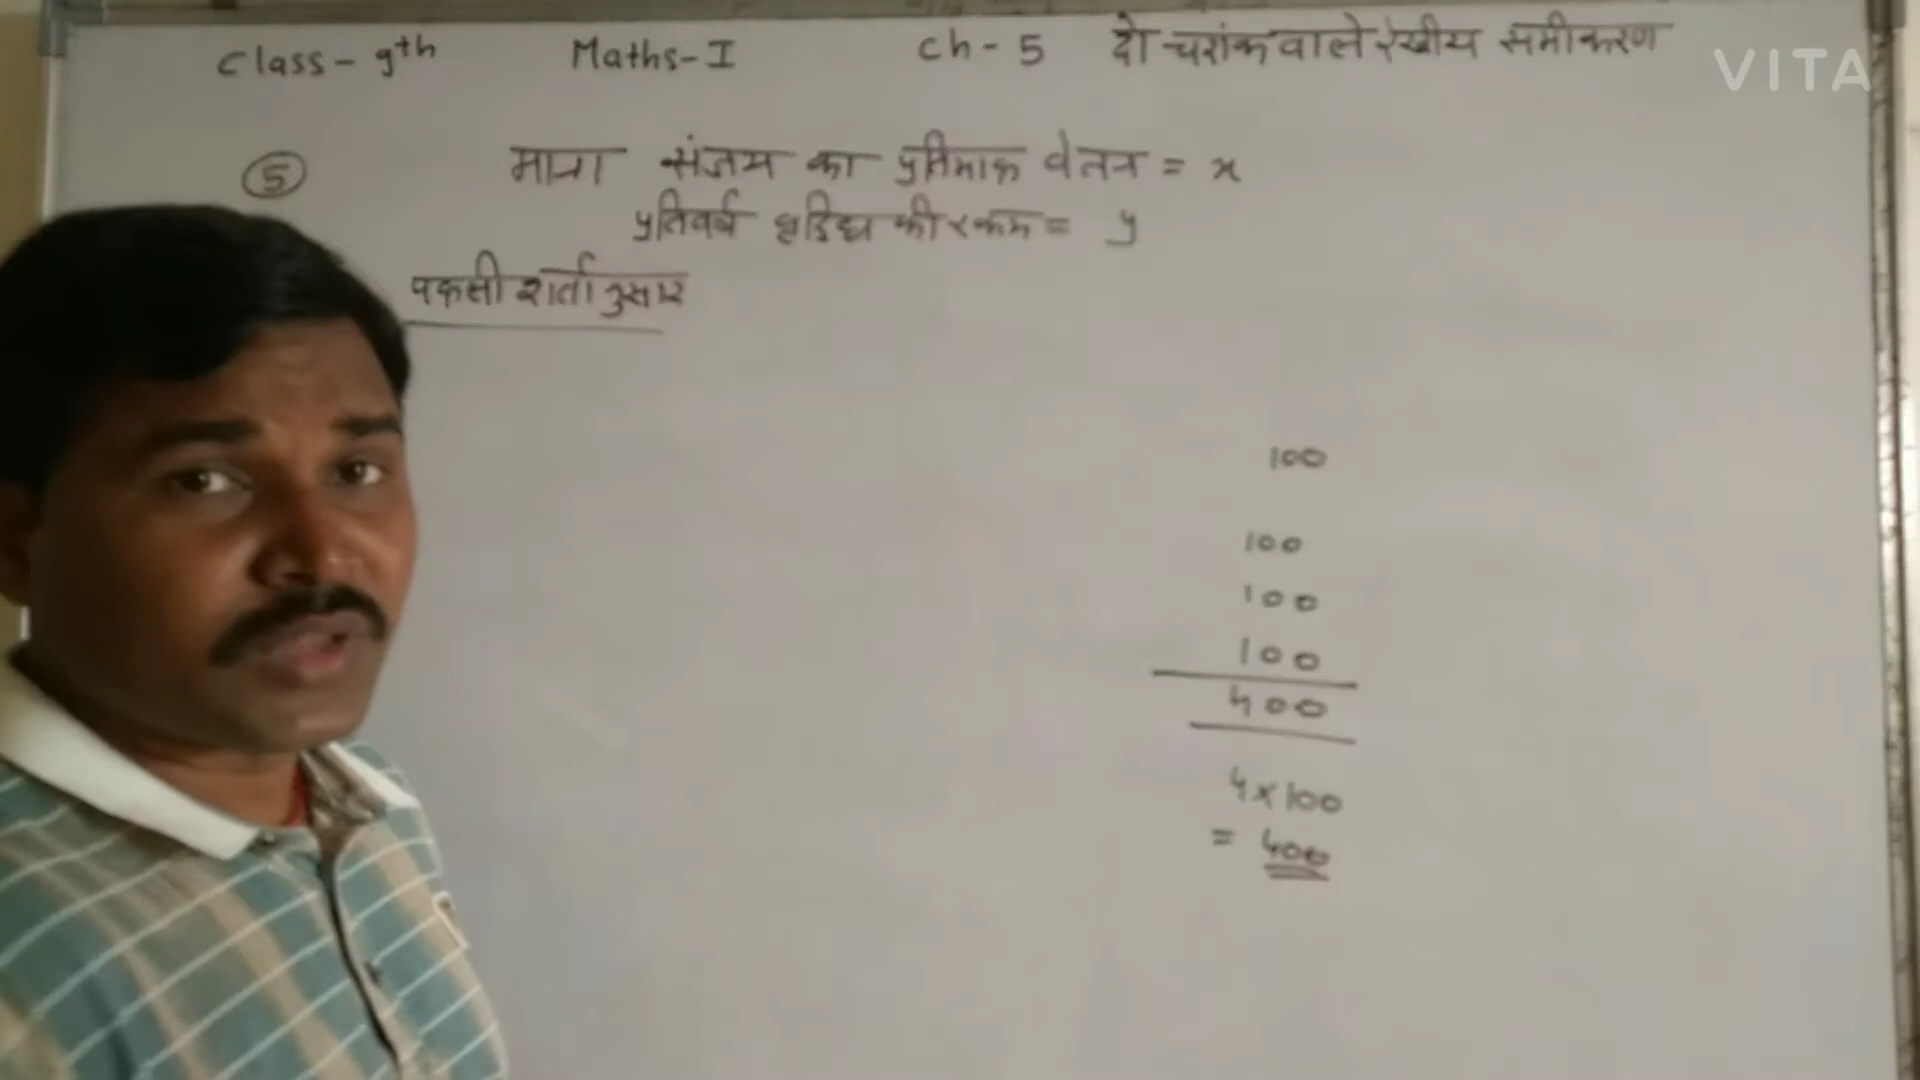 Class - 9th Maths-I Ch - 5 दो चरांक वाले रेखीय समीकरण
VITA
5 माना संजय का प्रतिमाह वेतन = x
प्रतिवर्ष वृद्धि की रकम = y
पहली शर्तानुसार
100
100
100
100
400
4 x 100
= 400